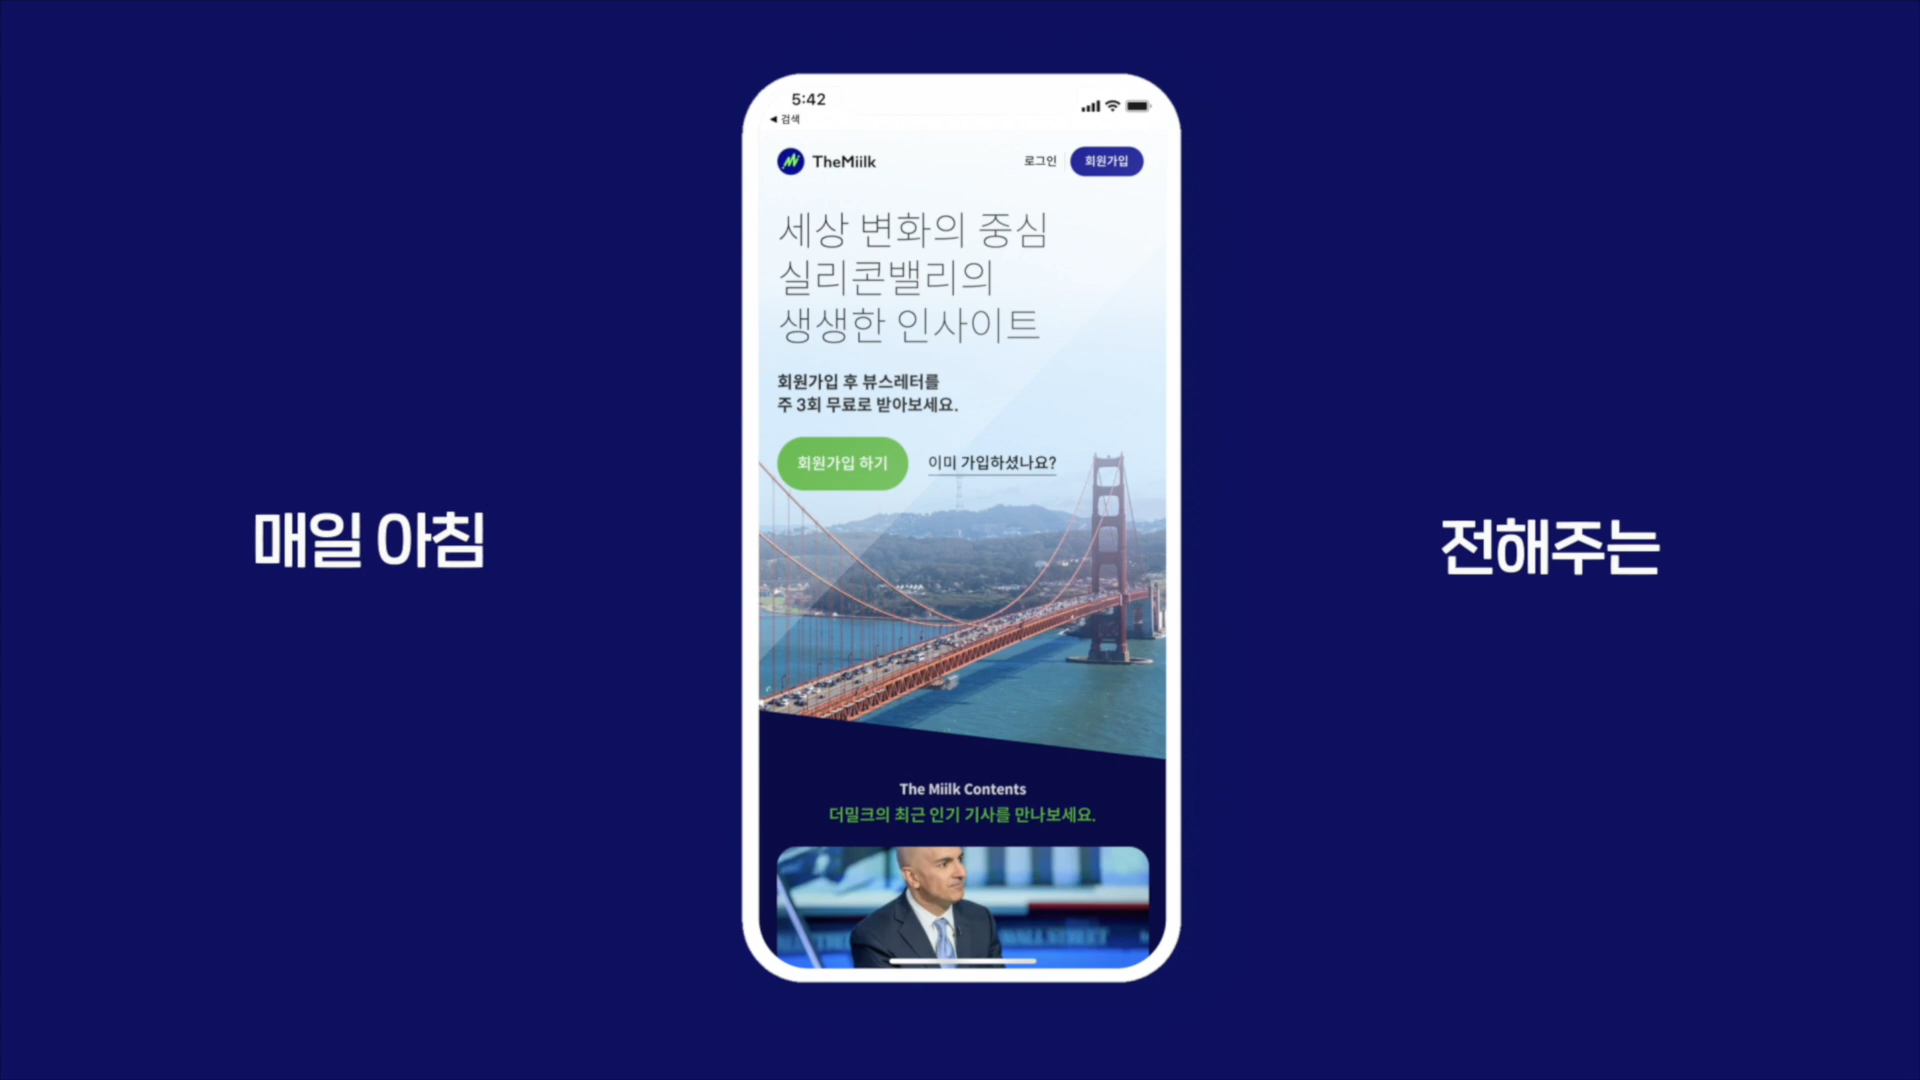 매일 아침
5:42
◀ 검색
TheMiilk
로그인
회원가입
세상 변화의 중심
실리콘밸리의
생생한 인사이트
회원가입 후 뷰스레터를
주 3회 무료로 받아보세요.
회원가입 하기
이미 가입하셨나요?
The Miilk Contents
더밀크의 최근 인기 기사를 만나보세요.
전해주는